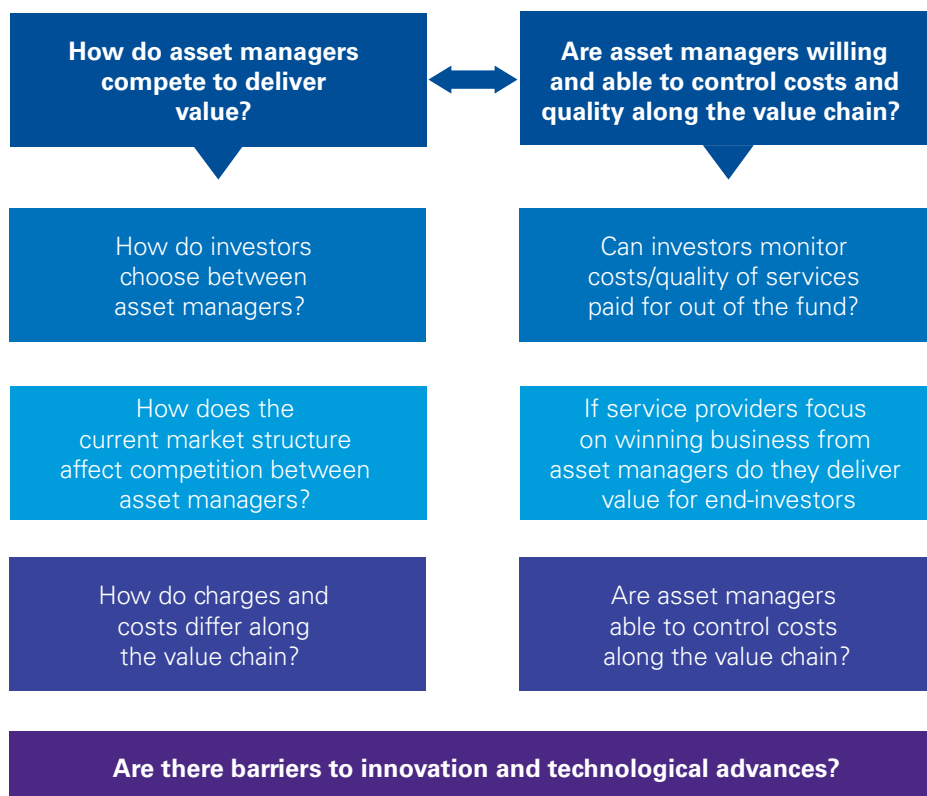 How do asset managers
compete to deliver
value?
Are asset managers willing
and able to control costs and
quality along the value chain?
How do investors
choose between
asset managers?
Can investors monitor
costs/quality of services
paid for out of the fund?
How does the
current market structure
affect competition between
asset managers?
If service providers focus
on winning business from
asset managers do they deliver
value for end-investors
How do charges and
costs differ along
the value chain?
Are asset managers
able to control costs
along the value chain?
Are there barriers to innovation and technological advances?